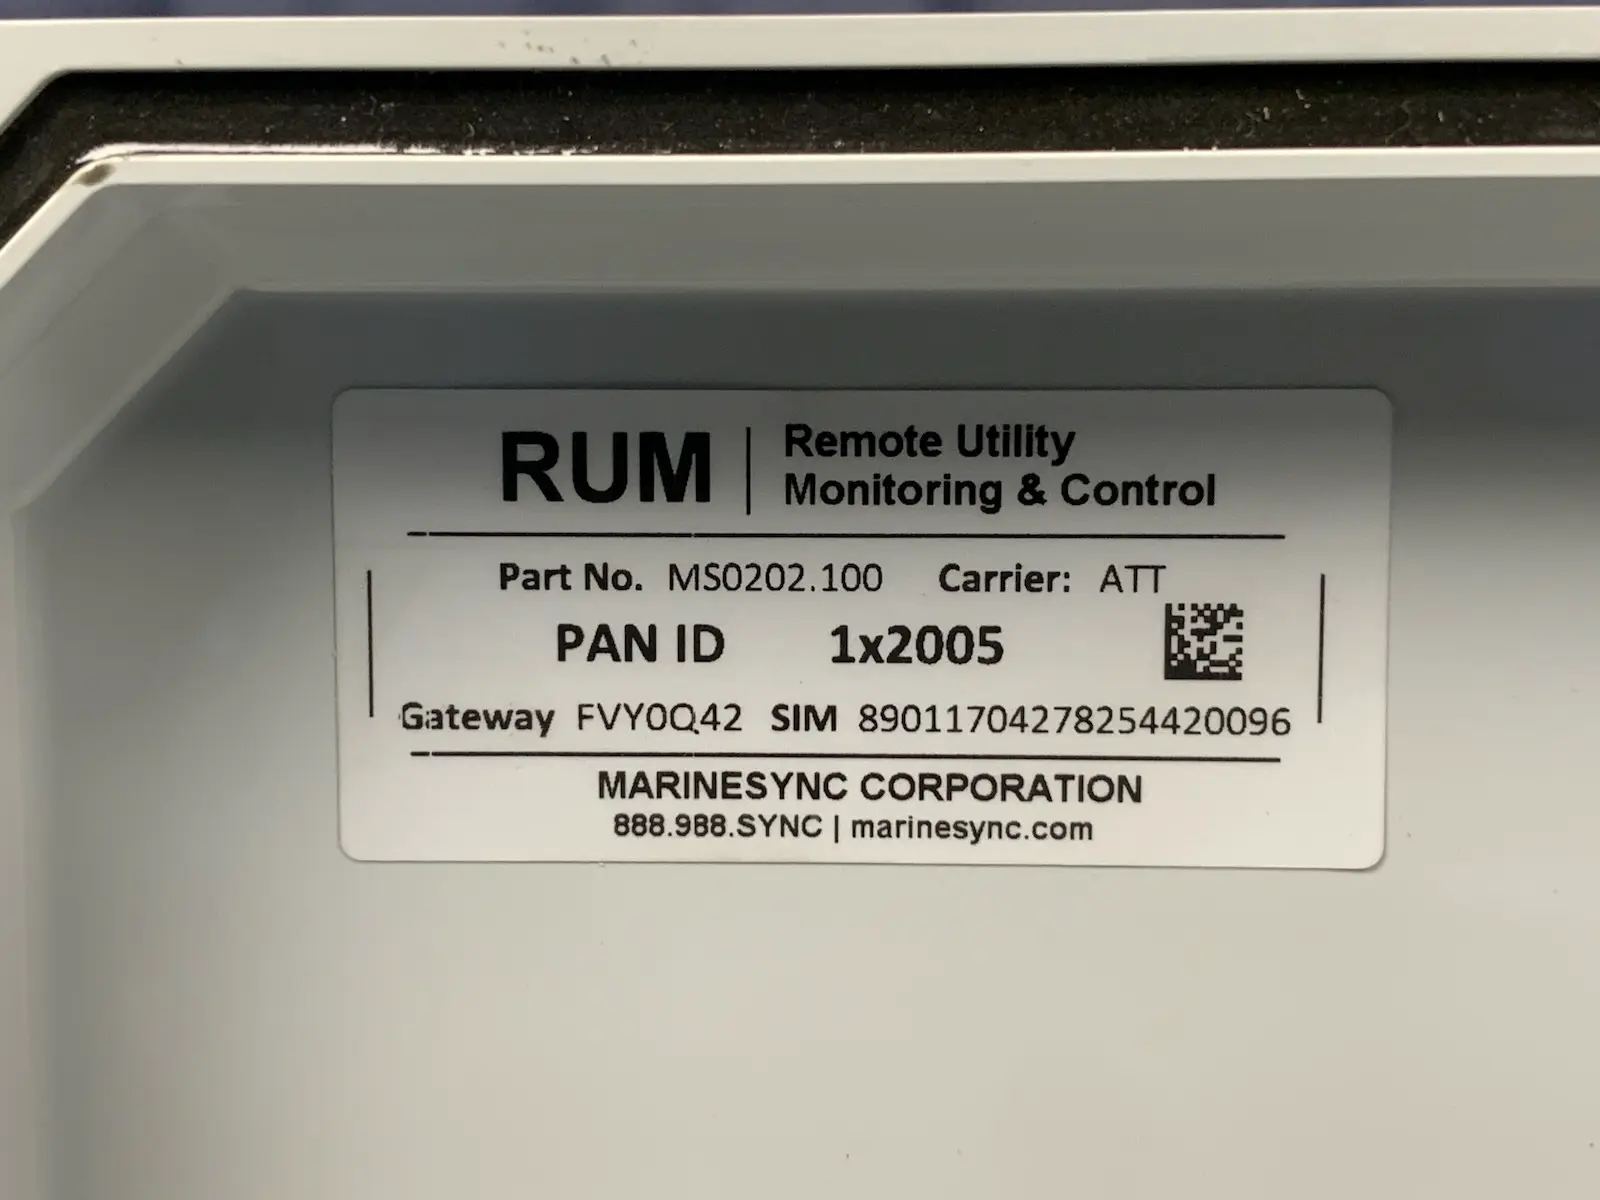 RUM | Remote Utility
Monitoring & Control
Part No. MS0202.100 Carrier: ATT
PAN ID 1x2005
Gateway FVY0Q42 SIM 89011704278254420096
MARINESYNC CORPORATION
888.988.SYNC | marinesync.com